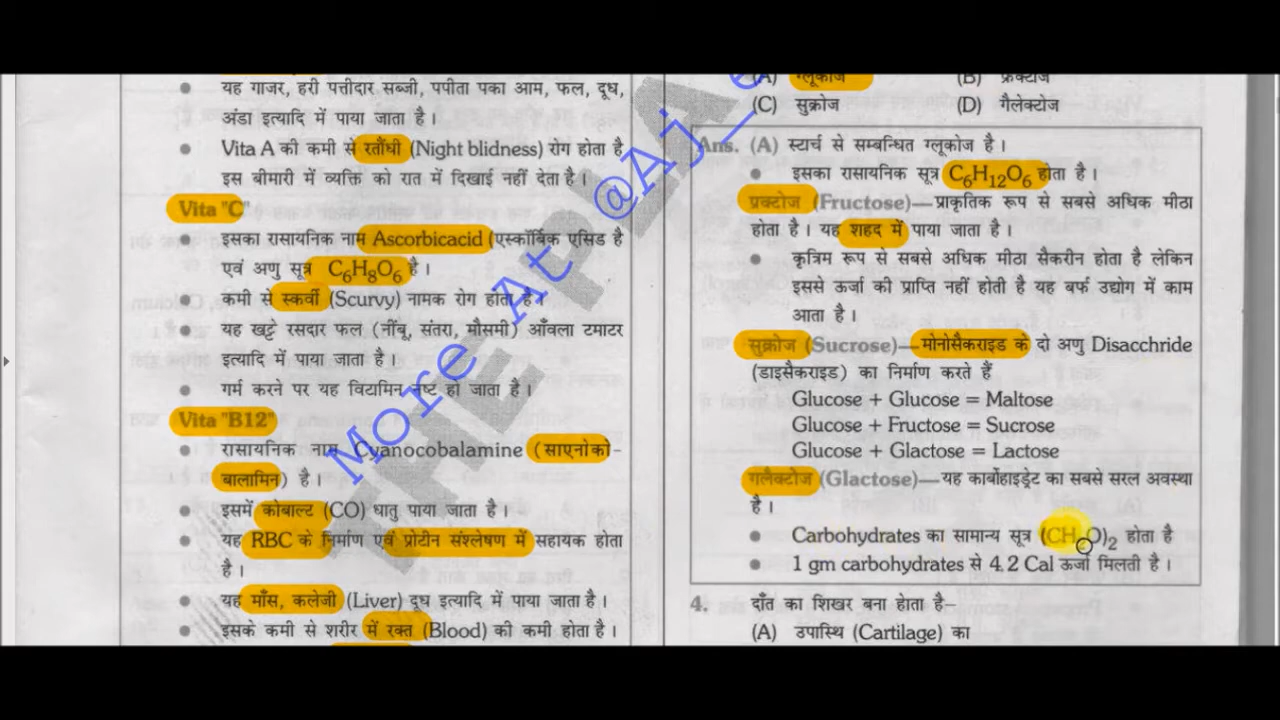 यह गाजर, हरी पत्तीदार सब्जी, पपीता पका आम, फल, दूध,
अंडा इत्यादि में पाया जाता है।
Vita A की कमी से रतौंधी (Night blidness) रोग होता है
इस बीमारी में व्यक्ति को रात में दिखाई नहीं देता है।
Vita "C"
इसका रासायनिक नाम Ascorbicacid (एस्कॉर्बिक एसिड है
एवं अणु सूत्र C₆H₈O₆ है।
कमी से स्कर्वी (Scurvy) नामक रोग होता है।
यह खट्टे रसदार फल (नींबू, संतरा, मौसमी) आँवला टमाटर
इत्यादि में पाया जाता है।
गर्म करने पर यह विटामिन नष्ट हो जाता है।
Vita "B12"
रासायनिक नाम Cyanocobalamine (साएनोको-
बालामिन) है।
इसमें कोबाल्ट (CO) धातु पाया जाता है।
यह RBC के निर्माण एवं प्रोटीन संश्लेषण में सहायक होता
है।
यह माँस, कलेजी (Liver) दूध इत्यादि में पाया जाता है।
इसके कमी से शरीर में रक्त (Blood) की कमी होता है।
(A) ग्लूकोज (B) फ्रक्टोज
(C) सुक्रोज (D) गैलेक्टोज
Ans. (A) स्टार्च से सम्बन्धित ग्लूकोज है।
इसका रासायनिक सूत्र C₆H₁₂O₆ होता है।
प्रक्टोज (Fructose)—प्राकृतिक रूप से सबसे अधिक मीठा
होता है। यह शहद में पाया जाता है।
कृत्रिम रूप से सबसे अधिक मीठा सैकरीन होता है लेकिन
इससे ऊर्जा की प्राप्ति नहीं होती है यह बर्फ उद्योग में काम
आता है।
सुक्रोज (Sucrose)—मोनोसैकराइड के दो अणु Disacchride
(डाइसैकराइड) का निर्माण करते हैं
Glucose + Glucose = Maltose
Glucose + Fructose = Sucrose
Glucose + Glactose = Lactose
गलैक्टोज (Glactose)—यह कार्बोहाइड्रेट का सबसे सरल अवस्था
है।
Carbohydrates का सामान्य सूत्र (CH O)₂ होता है
1 gm carbohydrates से 4.2 Cal ऊर्जा मिलती है।
4. दाँत का शिखर बना होता है-
(A) उपास्थि (Cartilage) का
More At @Aj_
THE PLA